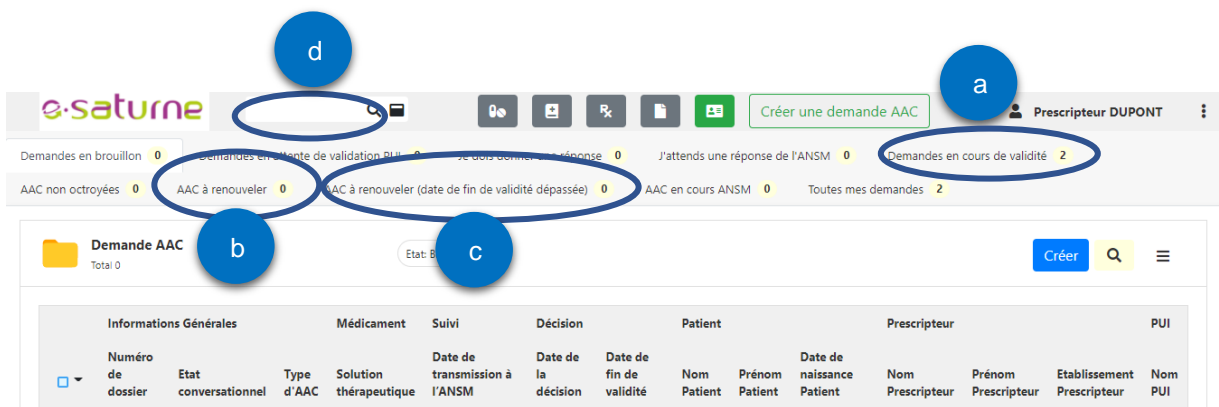 d
a
e·saturne
Créer une demande AAC
Prescripteur DUPONT
Demandes en brouillon 0
Demandes en attente de validation PUI 0
Je dois donner une réponse 0
J'attends une réponse de l'ANSM 0
Demandes en cours de validité 2
AAC non octroyées 0
AAC à renouveler 0
AAC à renouveler (date de fin de validité dépassée) 0
AAC en cours ANSM 0
Toutes mes demandes 2
b
c
Demande AAC
Total 0
Etat: B
Créer
Informations Générales
Médicament
Suivi
Décision
Patient
Prescripteur
PUI
Numéro
de
dossier
Etat
conversationnel
Type
d'AAC
Solution
thérapeutique
Date de
transmission à
l'ANSM
Date de
la
décision
Date de
fin de
validité
Nom
Patient
Prénom
Patient
Date de
naissance
Patient
Nom
Prescripteur
Prénom
Prescripteur
Etablissement
Prescripteur
Nom
PUI